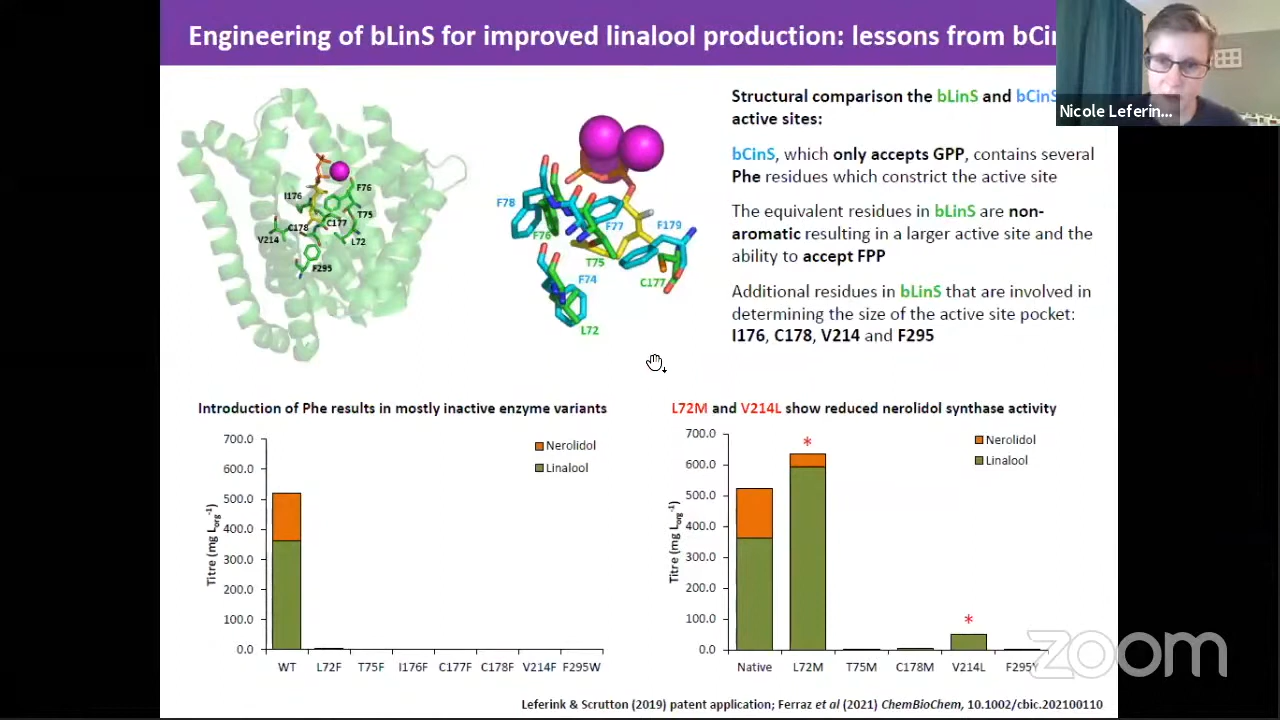 Engineering of bLinS for improved linalool production: lessons from bCi
Nicole Leferin...
Structural comparison the bLinS and bCinS
active sites:
bCinS, which only accepts GPP, contains several
Phe residues which constrict the active site
The equivalent residues in bLinS are non-
aromatic resulting in a larger active site and the
ability to accept FPP
Additional residues in bLinS that are involved in
determining the size of the active site pocket:
I176, C178, V214 and F295
I176
F76
T75
C177
C178
V214
L72
F295
F78
F76
F77
F179
T75
C177
F74
L72
Introduction of Phe results in mostly inactive enzyme variants
700.0
600.0
500.0
400.0
300.0
200.0
100.0
0.0
Titre (mg Lorg-1)
Nerolidol
Linalool
WT L72F T75F I176F C177F C178F V214F F295W
L72M and V214L show reduced nerolidol synthase activity
700.0
600.0
500.0
400.0
300.0
200.0
100.0
0.0
Titre (mg Lorg-1)
Nerolidol
Linalool
*
*
Native L72M T75M C178M V214L
zoom
Leferink & Scrutton (2019) patent application; Ferraz et al (2021) ChemBioChem, 10.1002/cbic.202100110